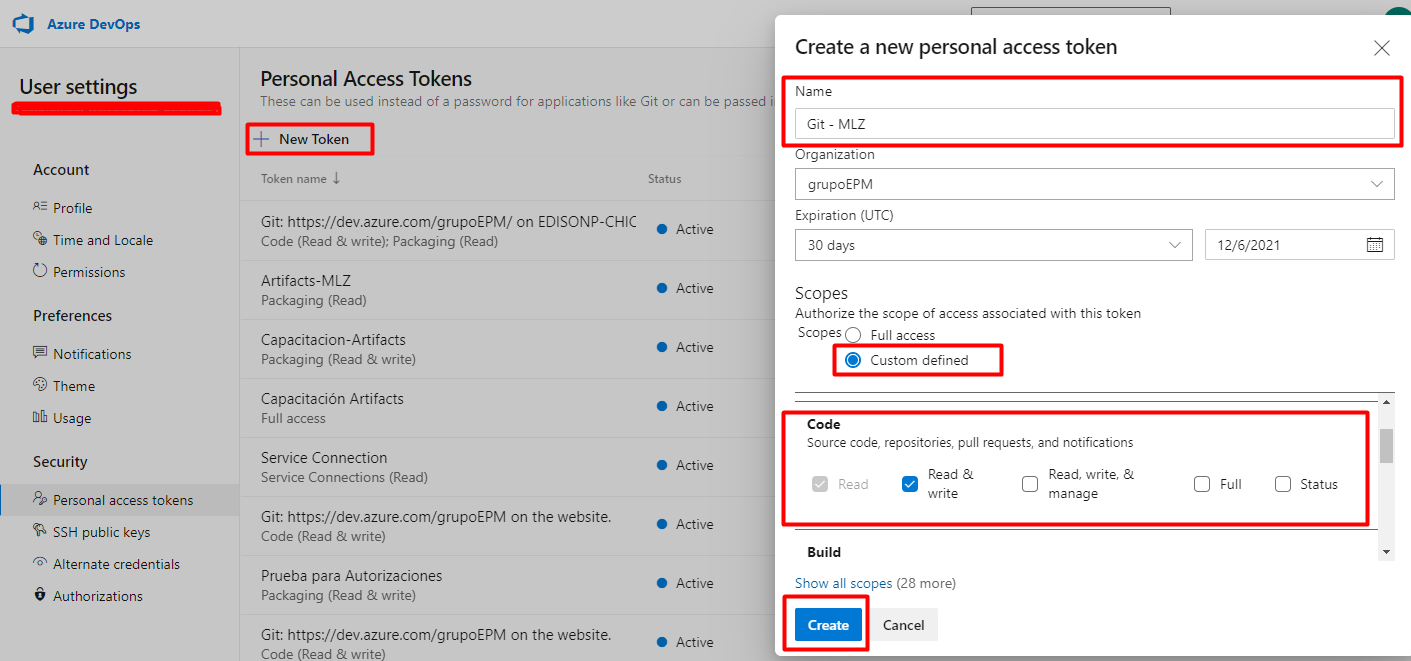 Azure DevOps
User settings
Account
Profile
Time and Locale
Permissions
Preferences
Notifications
Theme
Usage
Security
Personal access tokens
SSH public keys
Alternate credentials
Authorizations
Personal Access Tokens
These can be used instead of a password for applications like Git or can be passed i
New Token
Token name ↓ Status
Git: https://dev.azure.com/grupoEPM/ on EDISONP-CHIC Active
Code (Read & write); Packaging (Read)
Artifacts-MLZ Active
Packaging (Read)
Capacitacion-Artifacts Active
Packaging (Read & write)
Capacitación Artifacts Active
Full access
Service Connection Active
Service Connections (Read)
Git: https://dev.azure.com/grupoEPM on the website. Active
Code (Read & write)
Prueba para Autorizaciones Active
Packaging (Read & write)
Git: https://dev.azure.com/grupoEPM on the website. Active
Code (Read & write)
Create a new personal access token
Name
Git - MLZ
Organization
grupoEPM
Expiration (UTC)
30 days 12/6/2021
Scopes
Authorize the scope of access associated with this token
Scopes Full access
Custom defined
Code
Source code, repositories, pull requests, and notifications
Read Read & write Read, write, & manage Full Status
Build
Show all scopes (28 more)
Create Cancel